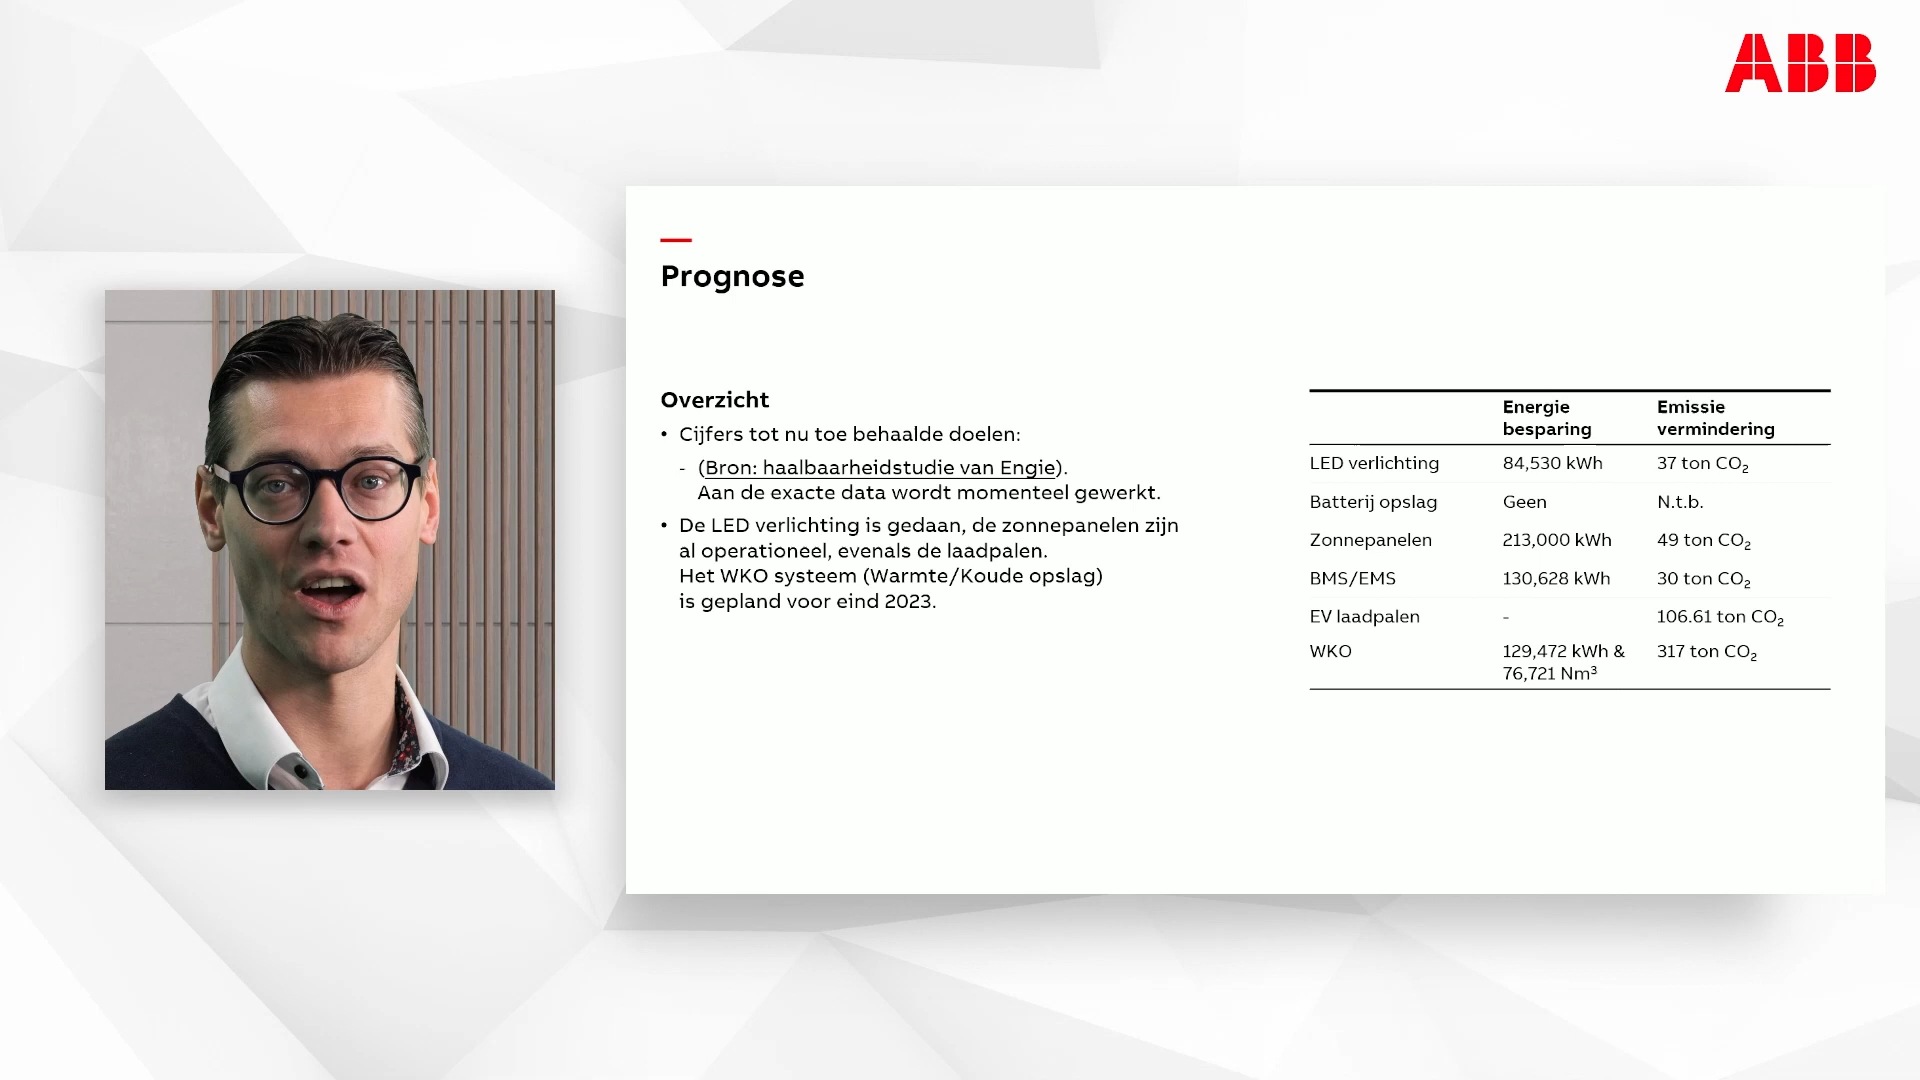 ABB
Prognose
Overzicht
• Cijfers tot nu toe behaalde doelen:
- (Bron: haalbaarheidstudie van Engie).
Aan de exacte data wordt momenteel gewerkt.
• De LED verlichting is gedaan, de zonnepanelen zijn
al operationeel, evenals de laadpalen.
Het WKO systeem (Warmte/Koude opslag)
is gepland voor eind 2023.
Energie besparing Emissie vermindering
LED verlichting 84,530 kWh 37 ton CO₂
Batterij opslag Geen N.t.b.
Zonnepanelen 213,000 kWh 49 ton CO₂
BMS/EMS 130,628 kWh 30 ton CO₂
EV laadpalen - 106.61 ton CO₂
WKO 129,472 kWh & 317 ton CO₂
76,721 Nm³